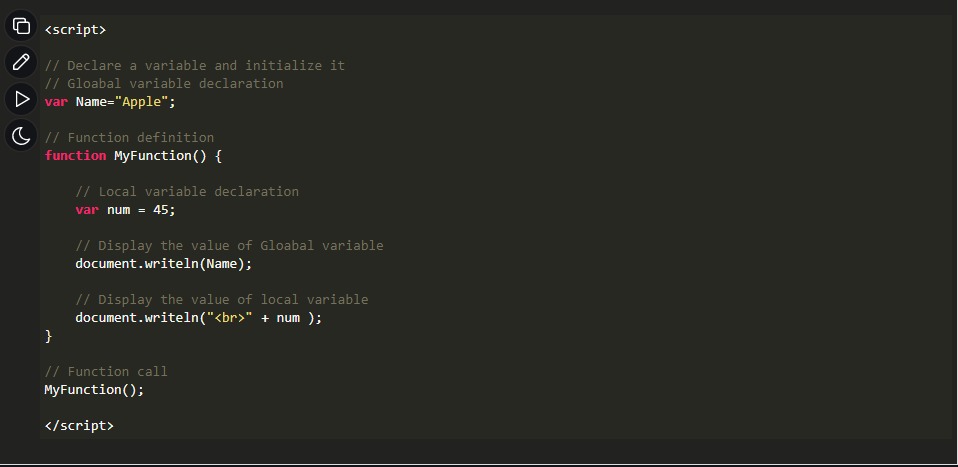 <script>
// Declare a variable and initialize it
// Gloabal variable declaration
var Name="Apple";
// Function definition
function MyFunction() {
// Local variable declaration
var num = 45;
// Display the value of Gloabal variable
document.writeln(Name);
// Display the value of local variable
document.writeln("<br>" + num );
}
// Function call
MyFunction();
</script>